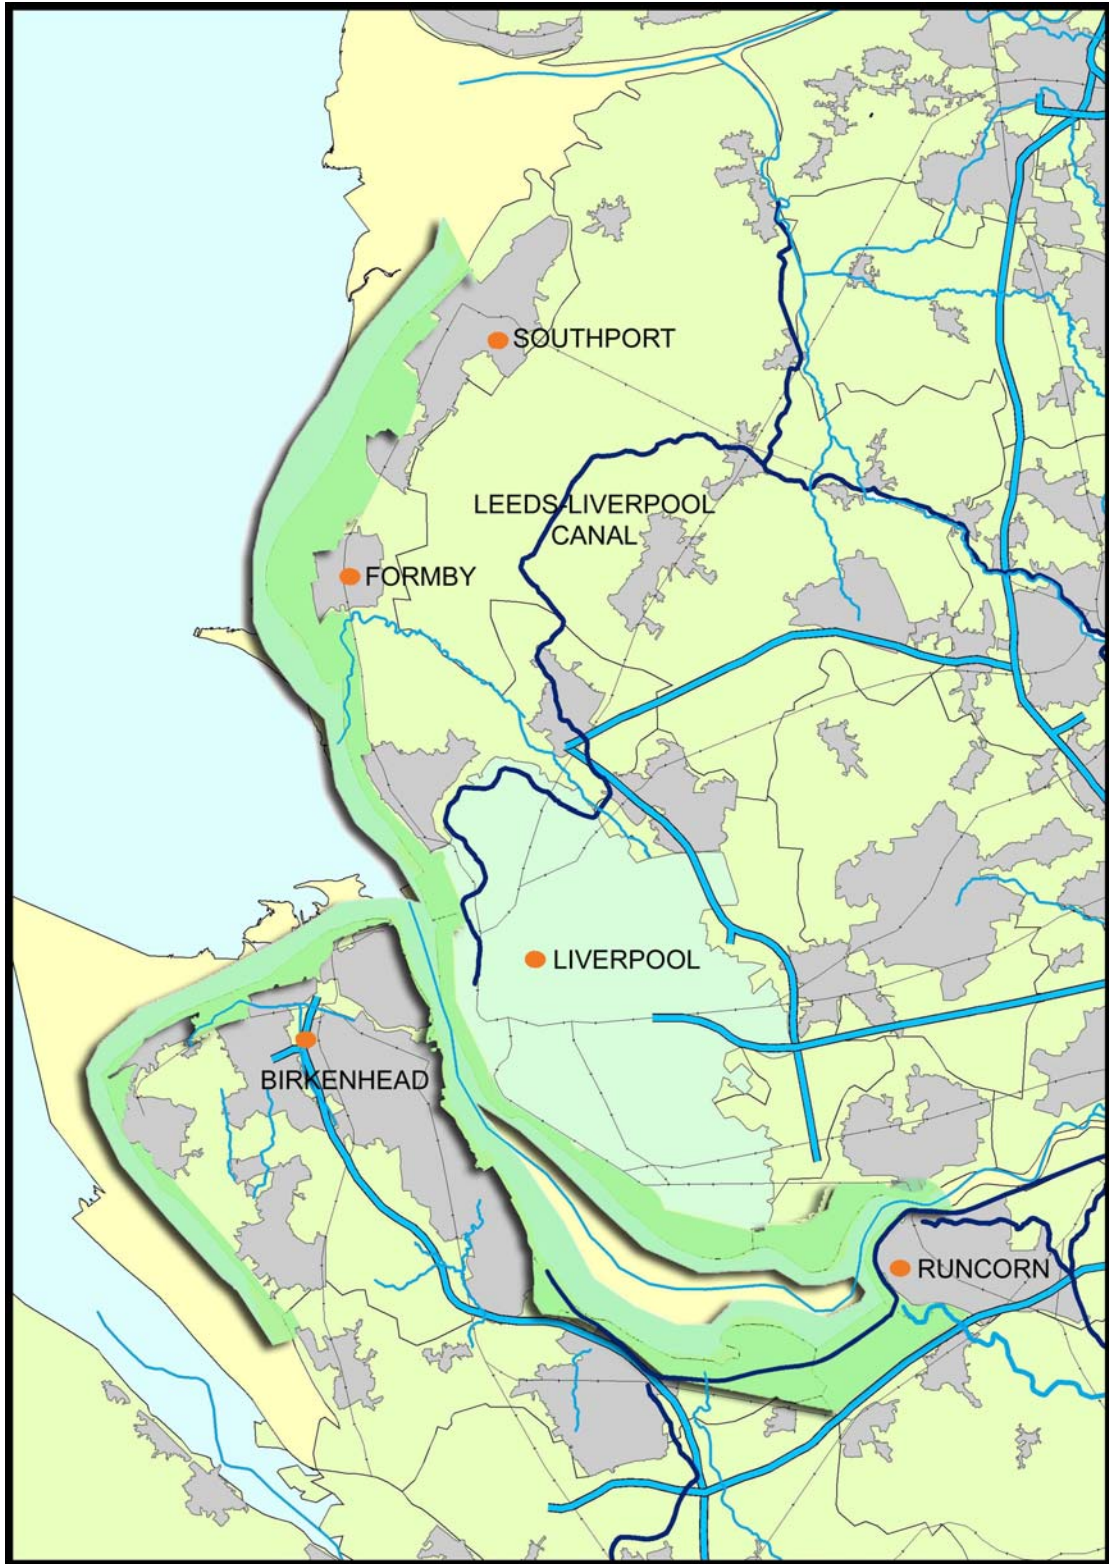 SOUTHPORT
LEEDS-LIVERPOOL
CANAL
FORMBY
LIVERPOOL
BIRKENHEAD
RUNCORN